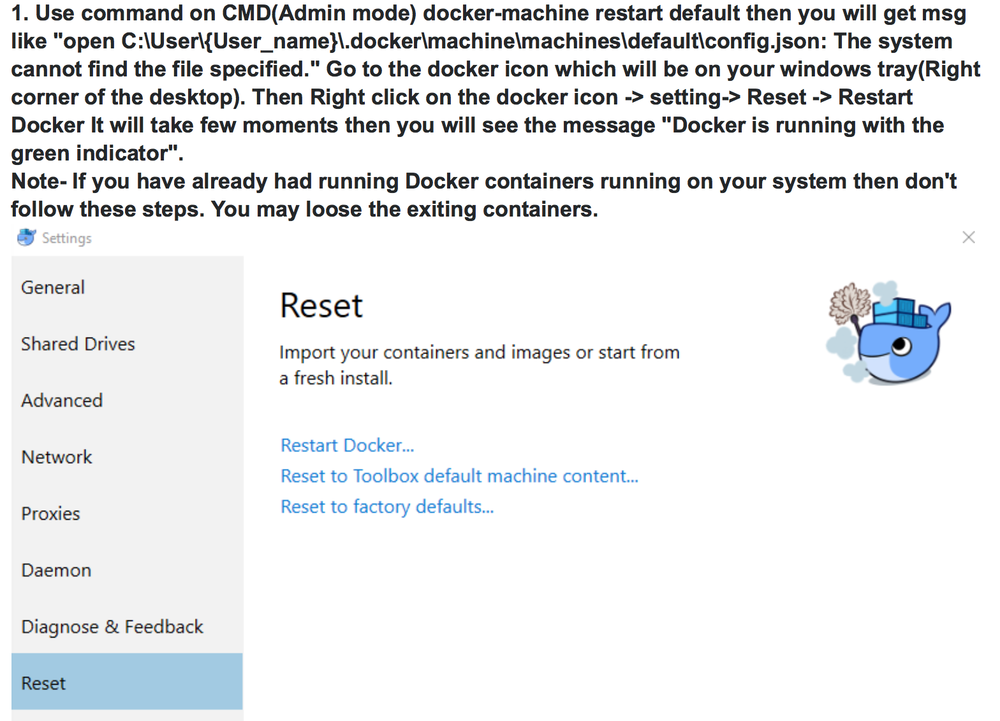 1. Use command on CMD(Admin mode) docker-machine restart default then you will get msg
like "open C:\User\{User_name}\.docker\machine\machines\default\config.json: The system
cannot find the file specified." Go to the docker icon which will be on your windows tray(Right
corner of the desktop). Then Right click on the docker icon -> setting-> Reset -> Restart
Docker It will take few moments then you will see the message "Docker is running with the
green indicator".
Note- If you have already had running Docker containers running on your system then don't
follow these steps. You may loose the exiting containers.
Settings
General
Shared Drives
Advanced
Network
Proxies
Daemon
Diagnose & Feedback
Reset
Reset
Import your containers and images or start from
a fresh install.
Restart Docker...
Reset to Toolbox default machine content...
Reset to factory defaults...